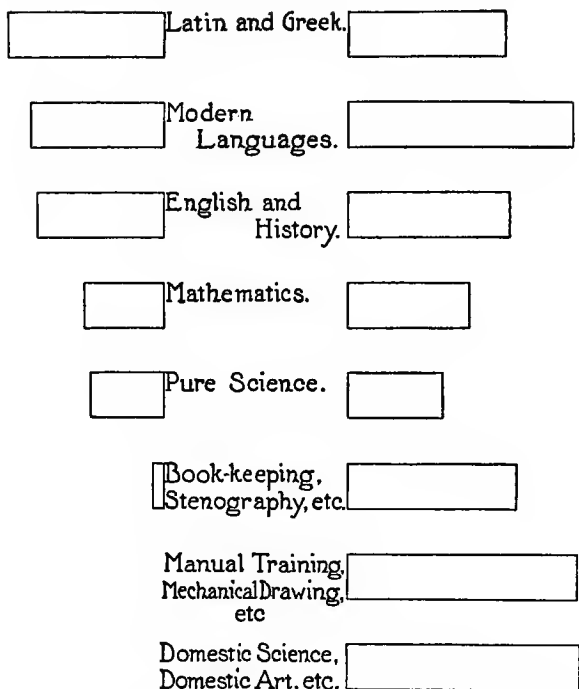 Latin and Greek.
Modern
Languages.
English and
History.
Mathematics.
Pure Science.
Book-keeping,
Stenography, etc.
Manual Training,
Mechanical Drawing,
etc
Domestic Science,
Domestic Art, etc.